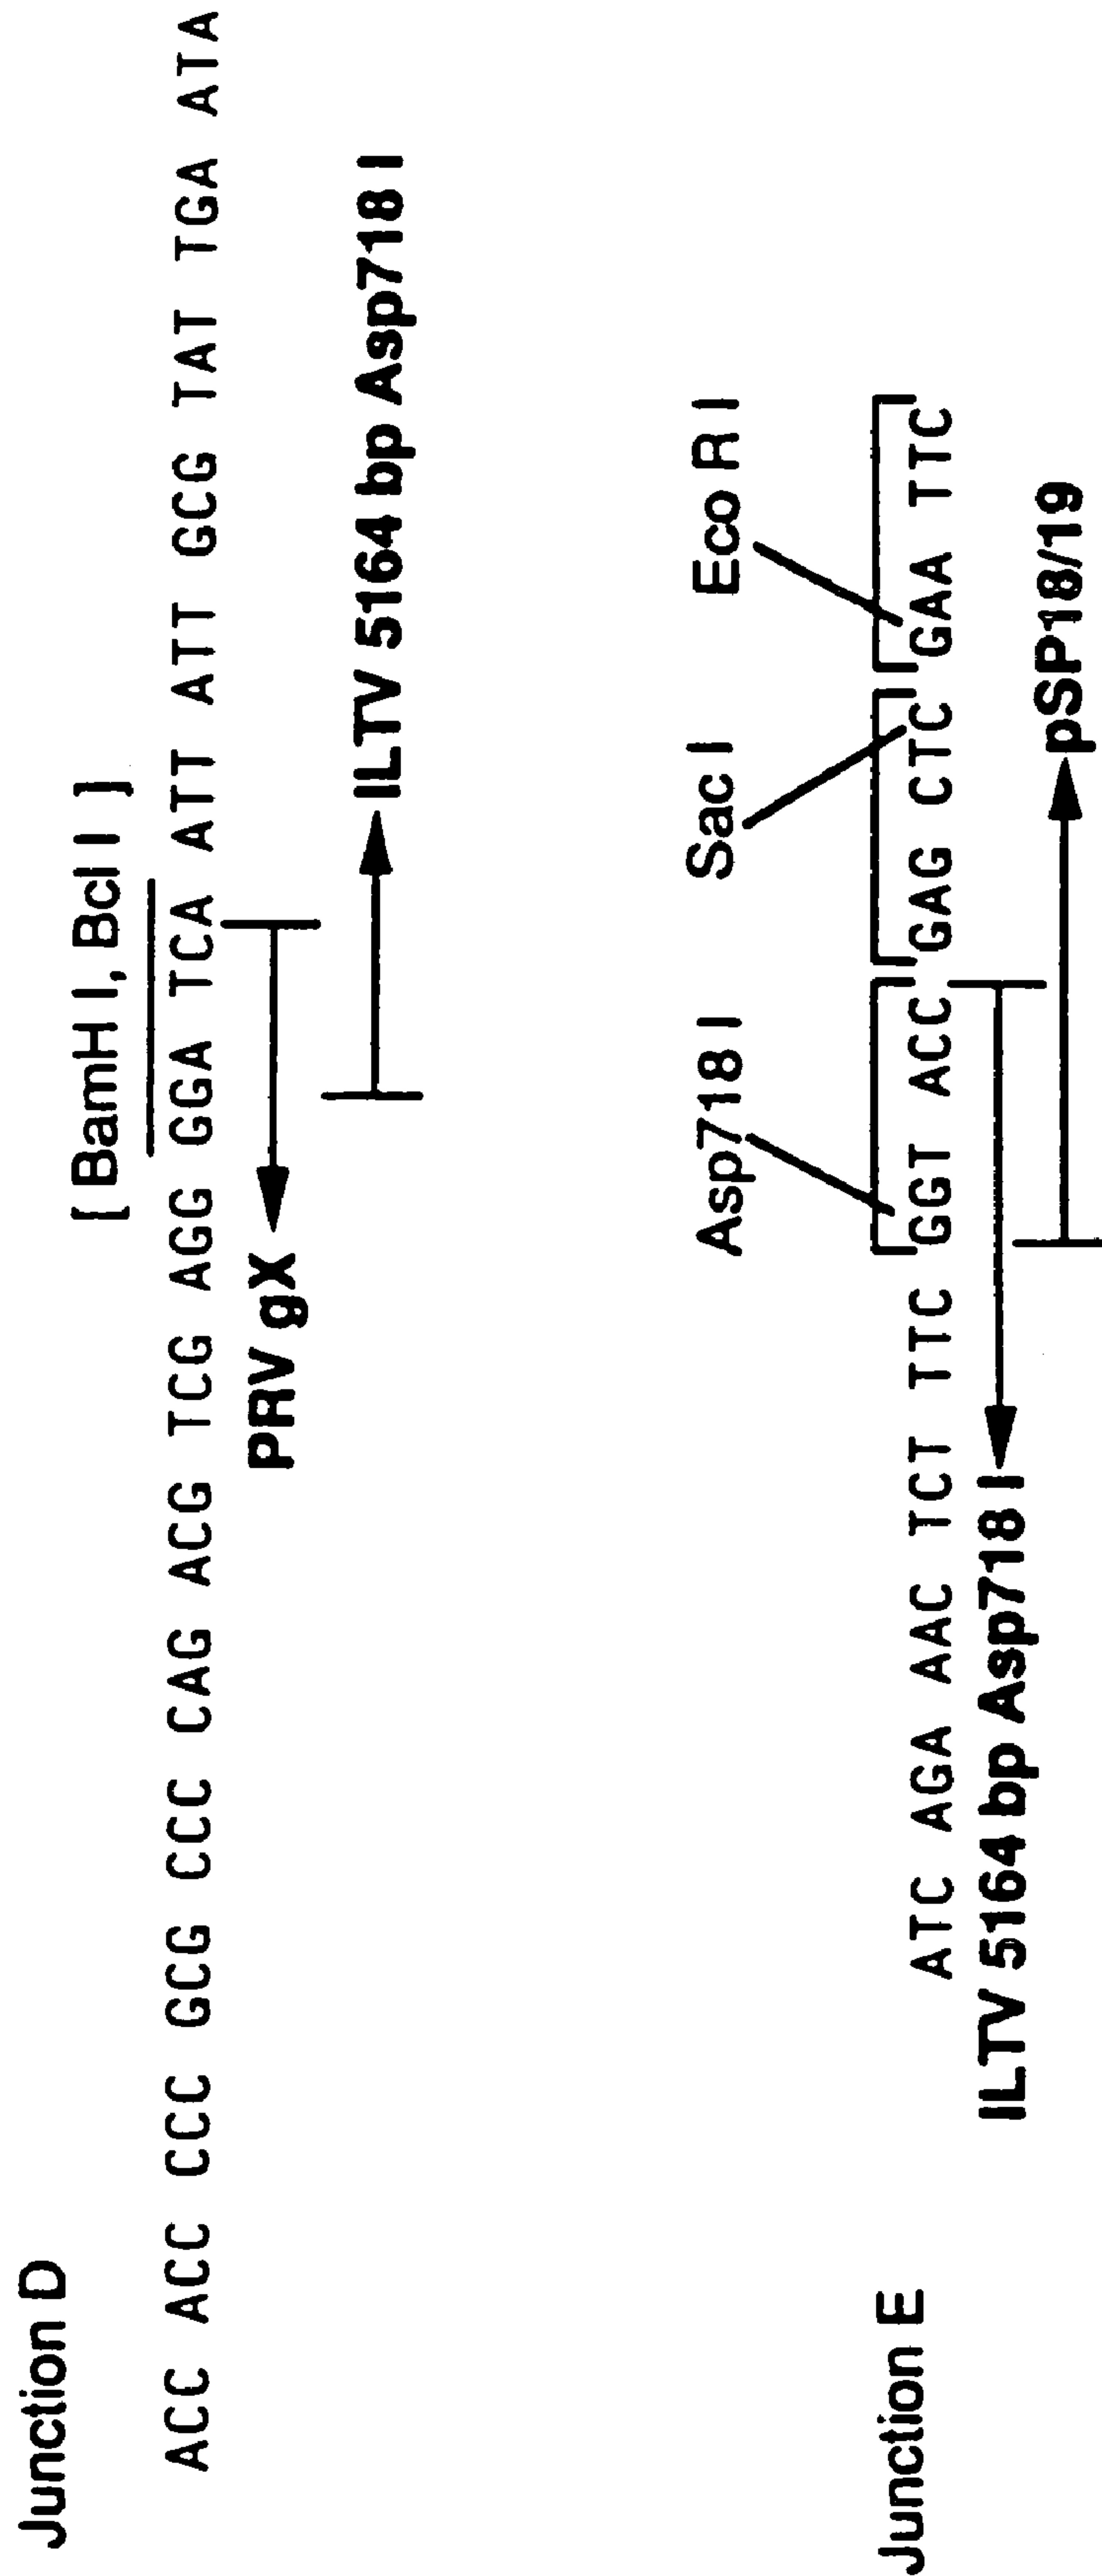 Junction D
[ BamH I, Bcl I ]
ACC ACC CCC GCG CCC CAG ACG TCG AGG GGA TCA ATT ATT GCG TAT TGA ATA
PRV gX
ILTV 5164 bp Asp718 I
Junction E
Asp718 I Sac I Eco R I
ATC AGA AAC TCT TTC GGT ACC GAG CTC GAA TTC
ILTV 5164 bp Asp718 I
pSP18/19